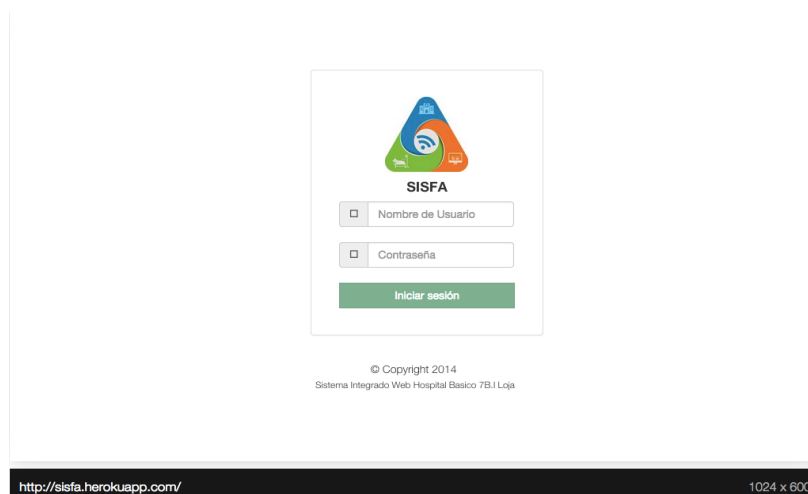 SISFA
Nombre de Usuario
Contraseña
Iniciar sesión
© Copyright 2014
Sistema Integrado Web Hospital Basico 7B.I Loja
http://sisfa.herokuapp.com/
1024 x 600